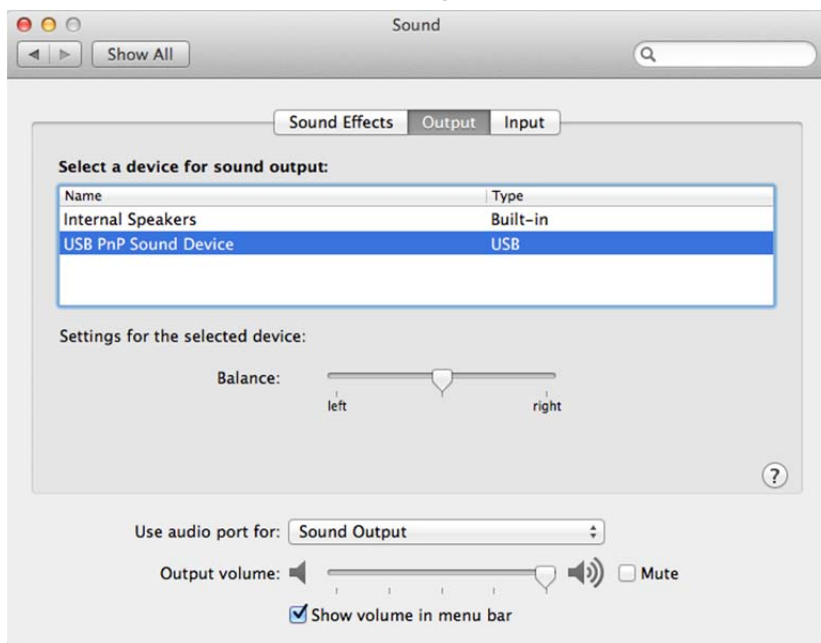 Sound
Show All
Sound Effects Output Input
Select a device for sound output:
Name Type
Internal Speakers Built-in
USB PnP Sound Device USB
Settings for the selected device:
Balance:
left right
?
Use audio port for: Sound Output
Output volume: Mute
Show volume in menu bar